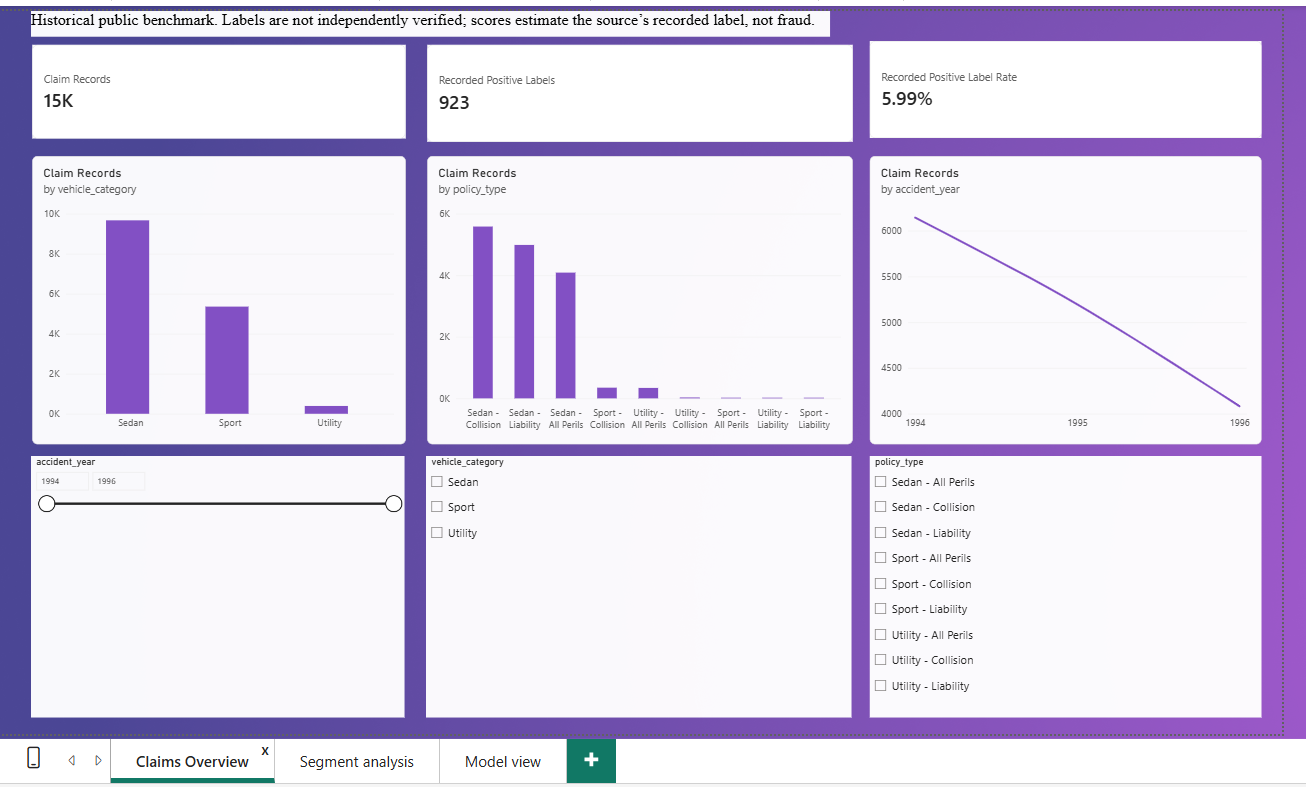 Historical public benchmark. Labels are not independently verified; scores estimate the source's recorded label, not fraud.
Claim Records
15K
Recorded Positive Labels
923
Recorded Positive Label Rate
5.99%
Claim Records
by vehicle_category
10K
8K
6K
4K
2K
0K
Sedan
Sport
Utility
Claim Records
by policy_type
6K
4K
2K
0K
Sedan - Collision
Sedan - Liability
Sedan - All Perils
Sport - Collision
Utility - All Perils
Utility - Collision
Sport - All Perils
Utility - Liability
Sport - Liability
Claim Records
by accident_year
6000
5500
5000
4500
4000
1994
1995
1996
accident_year
1994
1996
vehicle_category
Sedan
Sport
Utility
policy_type
Sedan - All Perils
Sedan - Collision
Sedan - Liability
Sport - All Perils
Sport - Collision
Sport - Liability
Utility - All Perils
Utility - Collision
Utility - Liability
Claims Overview
X
Segment analysis
Model view
+